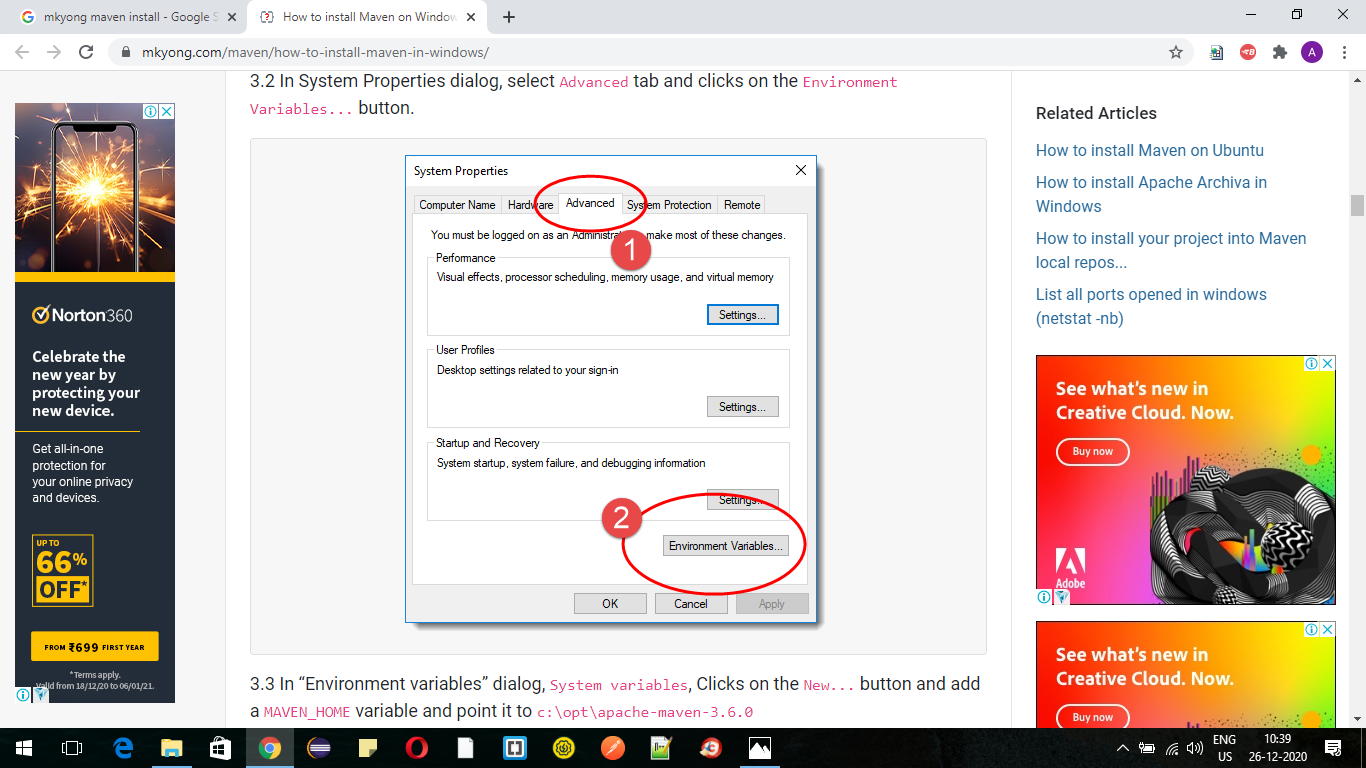 mkyong maven install - Google S
How to install Maven on Window
mkyong.com/maven/how-to-install-maven-in-windows/
A
3.2 In System Properties dialog, select Advanced tab and clicks on the Environment
Variables... button.
System Properties
Computer Name
Hardware
Advanced
System Protection
Remote
You must be logged on as an Administrat make most of these changes.
1
Performance
Visual effects, processor scheduling, memory usage, and virtual memory
Settings...
User Profiles
Desktop settings related to your sign-in
Settings...
Startup and Recovery
System startup, system failure, and debugging information
Settings...
2
Environment Variables...
OK
Cancel
Apply
3.3 In “Environment variables” dialog, System variables, Clicks on the New... button and add
a MAVEN_HOME variable and point it to c:\opt\apache-maven-3.6.0
Norton360
Celebrate the
new year by
protecting your
new device.
Get all-in-one
protection for
your online privacy
and devices.
UP TO
66%
OFF*
FROM ₹699 FIRST YEAR
*Terms apply.
Valid from 18/12/20 to 06/01/21.
Related Articles
How to install Maven on Ubuntu
How to install Apache Archiva in
Windows
How to install your project into Maven
local repos...
List all ports opened in windows
(netstat -nb)
See what's new in
Creative Cloud. Now.
Buy now
Adobe
See what's new in
Creative Cloud. Now.
Buy now
ENG
US
10:39
26-12-2020